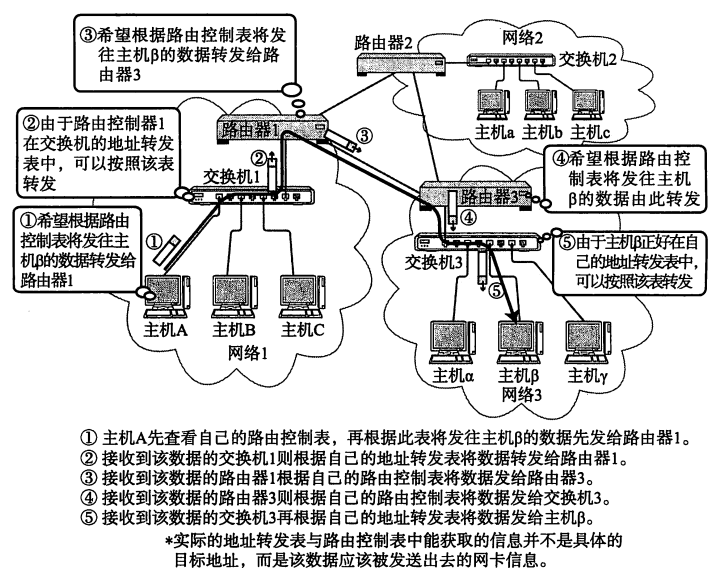 ③希望根据路由控制表将发
往主机β的数据转发给路
由器3
路由器2
网络2
交换机2
主机a 主机b 主机c
②由于路由控制器1
在交换机的地址转发
表中，可以按照该表
转发
路由器1
③
②
交换机1
④希望根据路由控
制表将发往主机
β的数据由此转发
路由器3
④
①希望根据路由
控制表将发往主
机β的数据转发给
路由器1
①
交换机3
⑤由于主机β正好在自
己的地址转发表中，
可以按照该表转发
⑤
主机A 主机B 主机C
网络1
主机α 主机β 主机γ
网络3
① 主机A先查看自己的路由控制表，再根据此表将发往主机β的数据先发给路由器1。
② 接收到该数据的交换机1则根据自己的地址转发表将数据转发给路由器1。
③ 接收到该数据的路由器1根据自己的路由控制表将数据发给路由器3。
④ 接收到该数据的路由器3则根据自己的路由控制表将数据发给交换机3。
⑤ 接收到该数据的交换机3再根据自己的地址转发表将数据发给主机β。
*实际的地址转发表与路由控制表中能获取的信息并不是具体的
目标地址，而是该数据应该被发送出去的网卡信息。